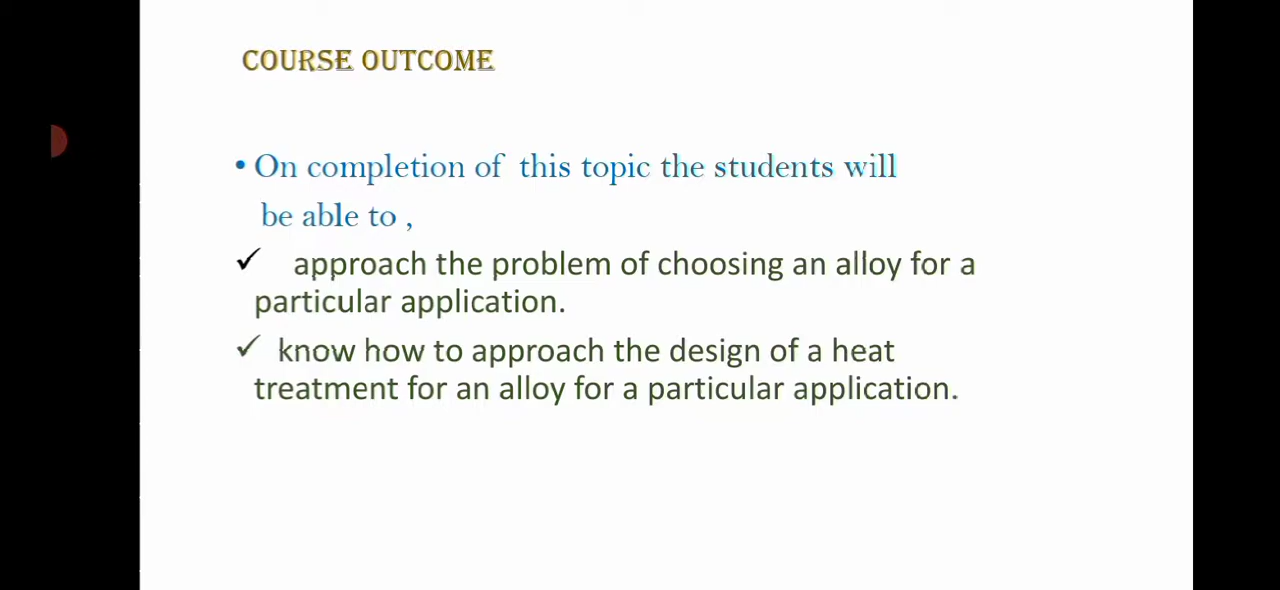 COURSE OUTCOME
• On completion of this topic the students will
be able to ,
✓ approach the problem of choosing an alloy for a
particular application.
✓ know how to approach the design of a heat
treatment for an alloy for a particular application.